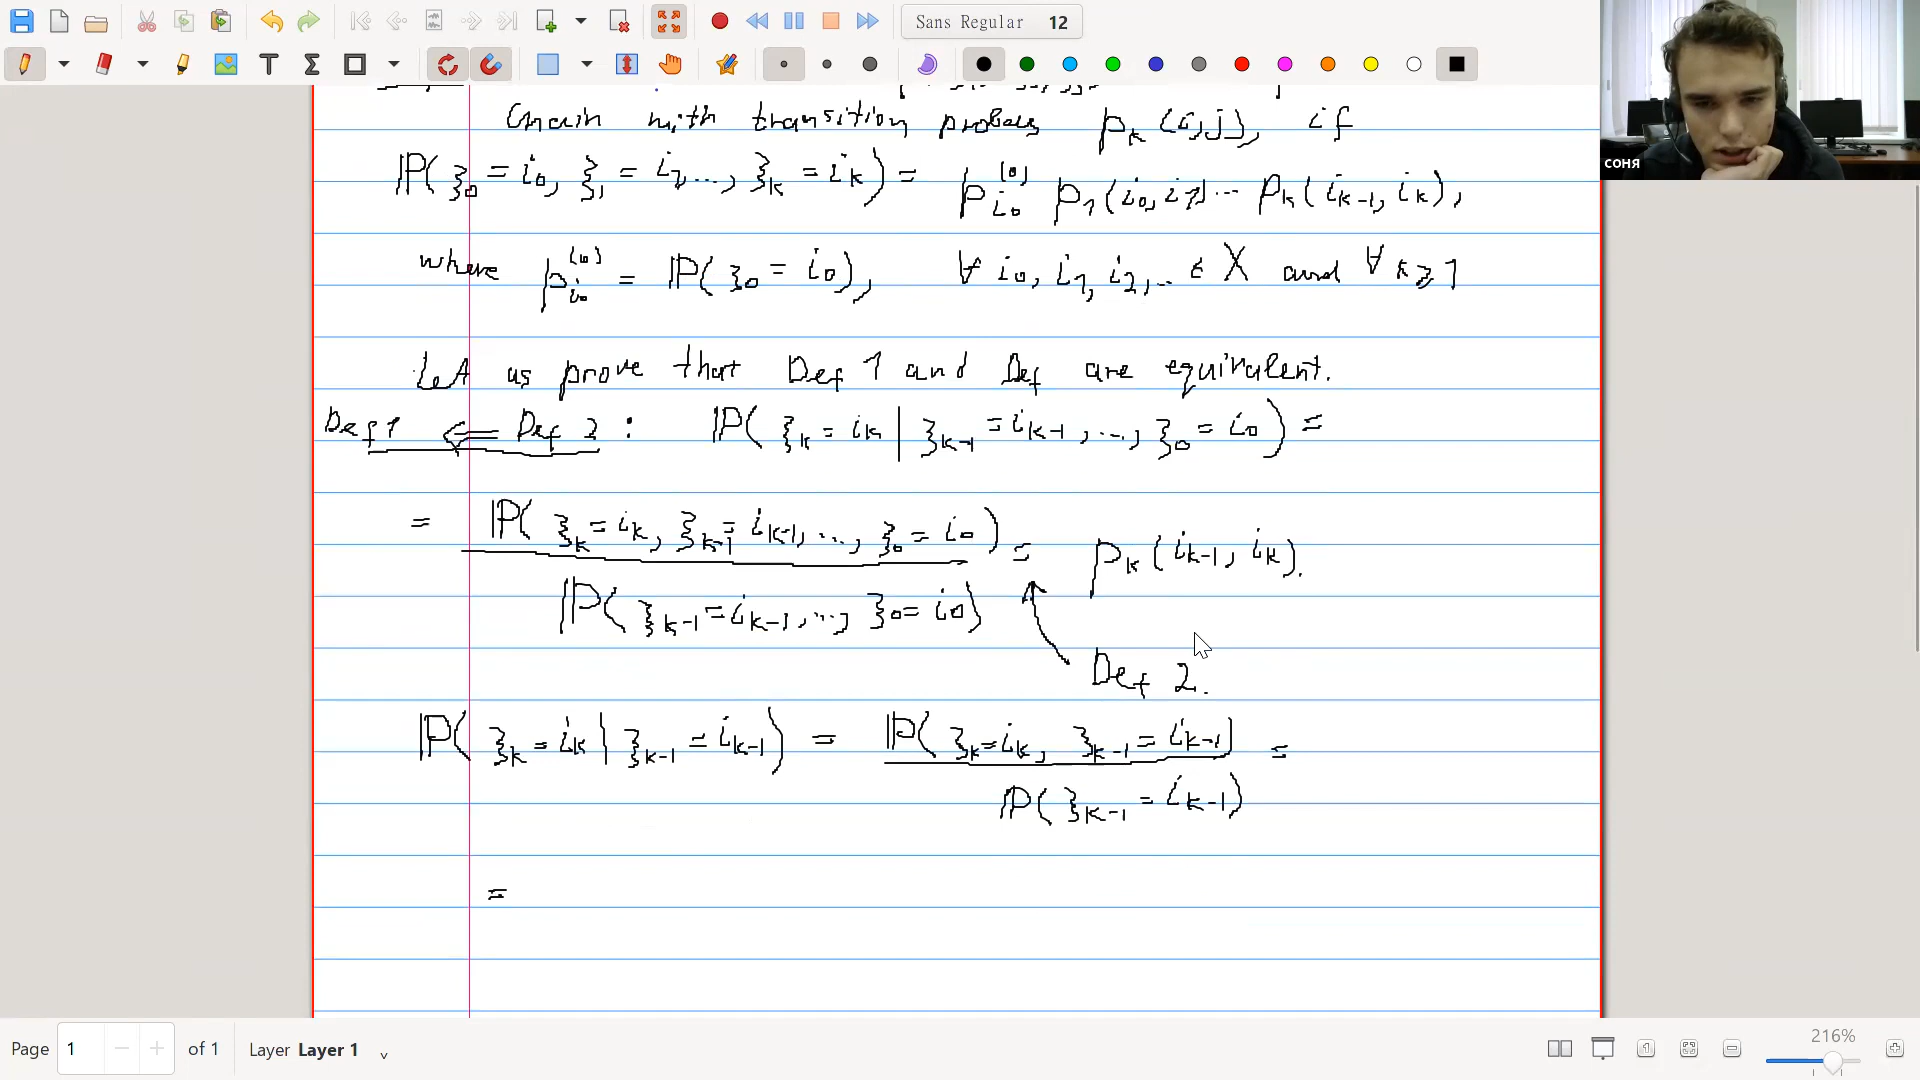 Sans Regular 12
соня
chain with transition probabs p_k(i,j), if
P(ξ_0 = i_0, ξ_1 = i_1, ..., ξ_k = i_k) = p_{i_0}^{(0)} p_1(i_0, i_1) ... p_k(i_{k-1}, i_k),
where p_{i_0}^{(0)} = P(ξ_0 = i_0), ∀ i_0, i_1, i_2, ... ∈ X and ∀ k ≥ 1
Let us prove that Def 1 and Def are equivalent.
Def 1 ⟸ Def 2 : P(ξ_k = i_k | ξ_{k-1} = i_{k-1}, ..., ξ_0 = i_0) =
= P(ξ_k = i_k, ξ_{k-1} = i_{k-1}, ..., ξ_0 = i_0) = p_k(i_{k-1}, i_k).
P(ξ_{k-1} = i_{k-1}, ..., ξ_0 = i_0)
Def 2.
P(ξ_k = i_k | ξ_{k-1} = i_{k-1}) = P(ξ_k = i_k, ξ_{k-1} = i_{k-1}) =
P(ξ_{k-1} = i_{k-1})
=
Page 1 of 1 Layer Layer 1
216%